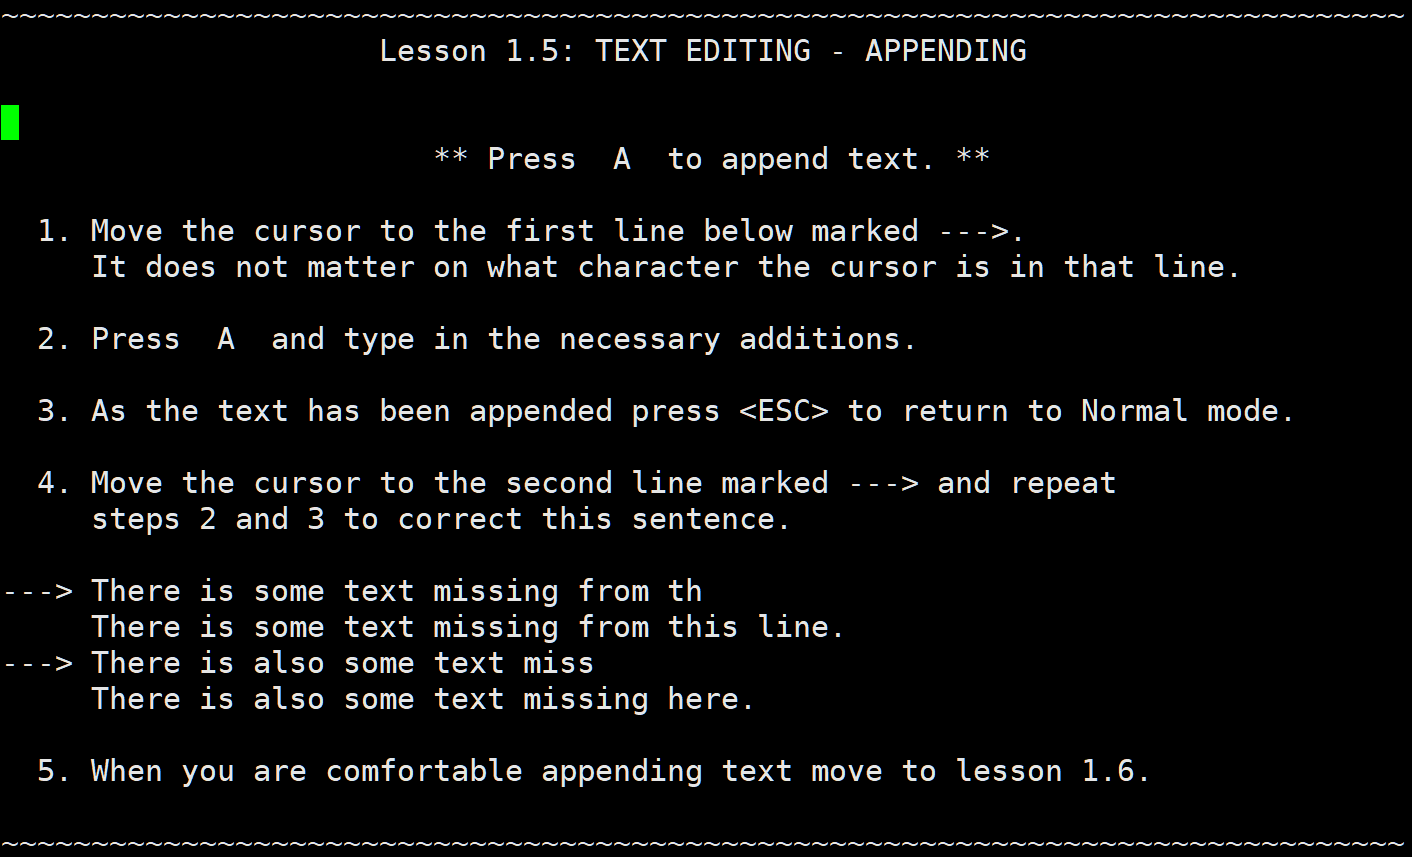 ~~~~~~~~~~~~~~~~~~~~~~~~~~~~~~~~~~~~~~~~~~~~~~~~~~~~~~~~~~~~~~~~~~~~~~~~~~~~~~
                     Lesson 1.5: TEXT EDITING - APPENDING

                        ** Press  A  to append text. **

  1. Move the cursor to the first line below marked --->.
     It does not matter on what character the cursor is in that line.

  2. Press  A  and type in the necessary additions.

  3. As the text has been appended press <ESC> to return to Normal mode.

  4. Move the cursor to the second line marked ---> and repeat
     steps 2 and 3 to correct this sentence.

---> There is some text missing from th
     There is some text missing from this line.
---> There is also some text miss
     There is also some text missing here.

  5. When you are comfortable appending text move to lesson 1.6.

~~~~~~~~~~~~~~~~~~~~~~~~~~~~~~~~~~~~~~~~~~~~~~~~~~~~~~~~~~~~~~~~~~~~~~~~~~~~~~